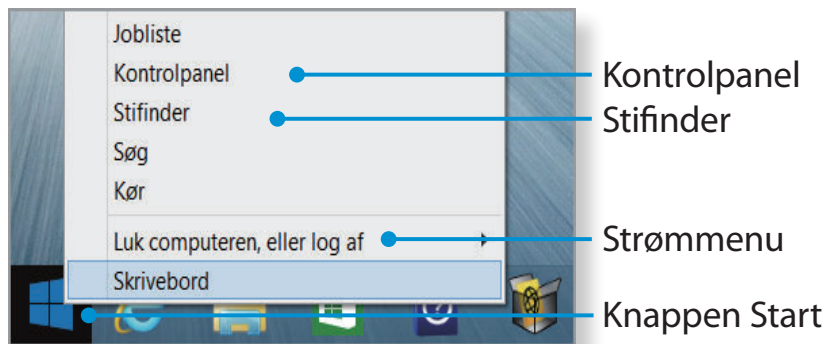 Jobliste
Kontrolpanel
Stifinder
Søg
Kør
Luk computeren, eller log af
Skrivebord
Kontrolpanel
Stifinder
Strømmenu
Knappen Start